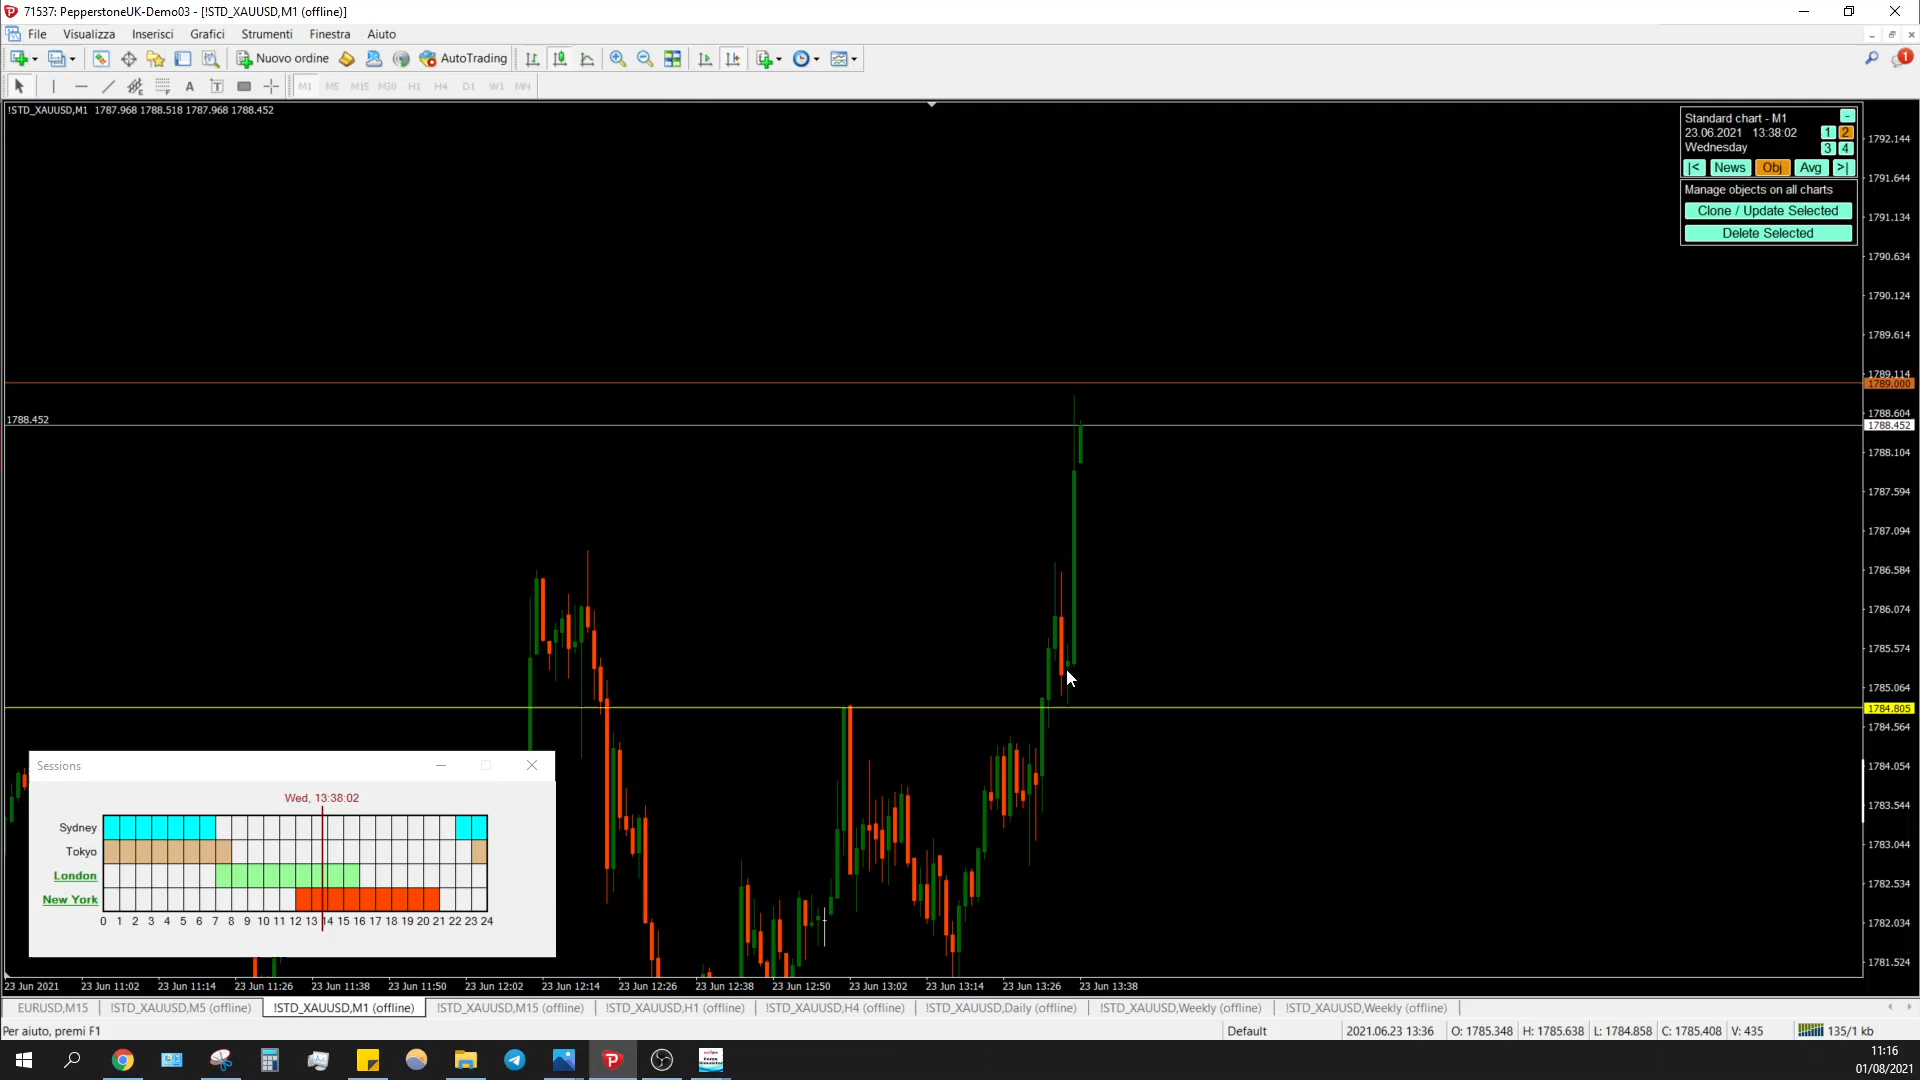 71537: PepperstoneUK-Demo03 - [!STD_XAUUSD,M1 (offline)]
File Visualizza Inserisci Grafici Strumenti Finestra Aiuto
Nuovo ordine AutoTrading
1
A T M1 M5 M15 M30 H1 H4 D1 W1 MN
!STD_XAUUSD,M1 1787.968 1788.518 1787.968 1788.452
Standard chart - M1 -
23.06.2021 13:38:02 1 2
Wednesday 3 4
|< News Obj Avg >|
Manage objects on all charts
Clone / Update Selected
Delete Selected
1792.144
1791.644
1791.134
1790.634
1790.124
1789.614
1789.114
1789.000
1788.604
1788.452
1788.452
1788.104
1787.594
1787.094
1786.584
1786.074
1785.574
1785.064
1784.805
1784.564
1784.054
1783.544
1783.044
1782.534
1782.034
1781.524
Sessions
Wed, 13:38:02
Sydney
Tokyo
London
New York
0 1 2 3 4 5 6 7 8 9 10 11 12 13 14 15 16 17 18 19 20 21 22 23 24
23 Jun 2021 23 Jun 11:02 23 Jun 11:14 23 Jun 11:26 23 Jun 11:38 23 Jun 11:50 23 Jun 12:02 23 Jun 12:14 23 Jun 12:26 23 Jun 12:38 23 Jun 12:50 23 Jun 13:02 23 Jun 13:14 23 Jun 13:26 23 Jun 13:38
EURUSD,M15 !STD_XAUUSD,M5 (offline) !STD_XAUUSD,M1 (offline) !STD_XAUUSD,M15 (offline) !STD_XAUUSD,H1 (offline) !STD_XAUUSD,H4 (offline) !STD_XAUUSD,Daily (offline) !STD_XAUUSD,Weekly (offline) !STD_XAUUSD,Weekly (offline)
Per aiuto, premi F1 Default 2021.06.23 13:36 O: 1785.348 H: 1785.638 L: 1784.858 C: 1785.408 V: 435 135/1 kb
11:16
01/08/2021